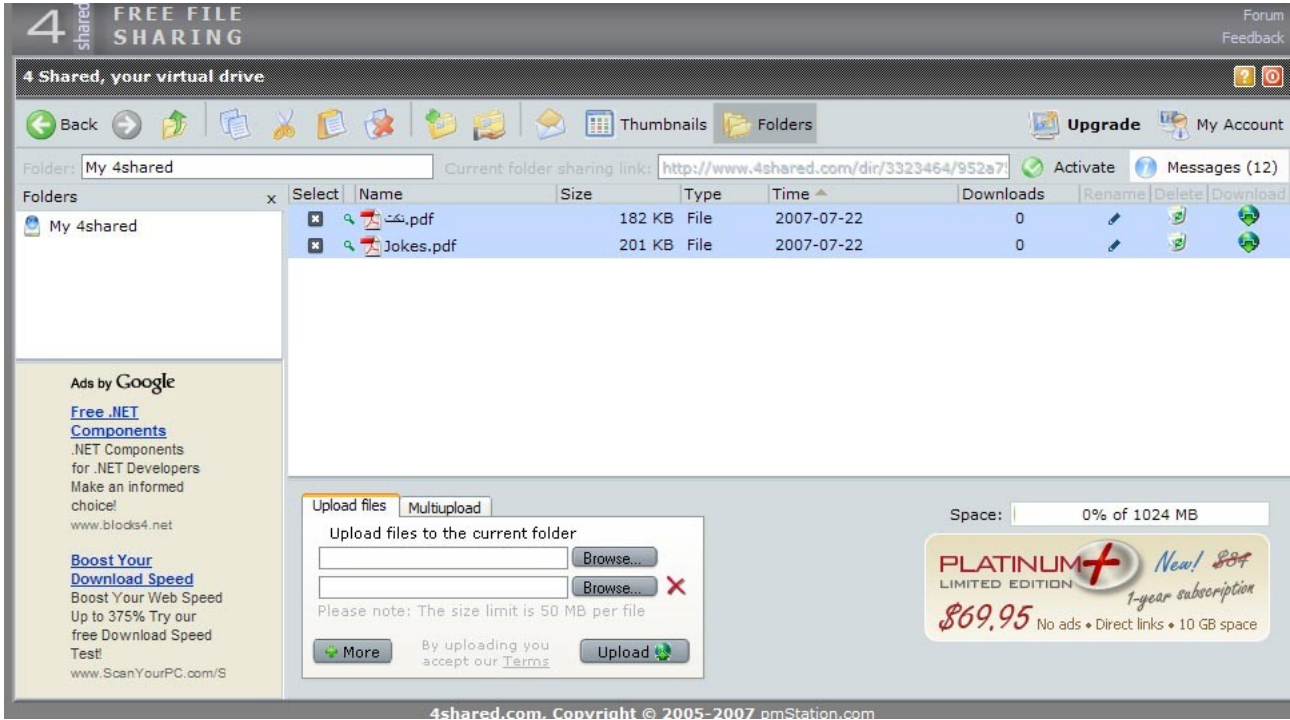 4 shared FREE FILE SHARING
Forum
Feedback
4 Shared, your virtual drive
Back Thumbnails Folders Upgrade My Account
Folder: My 4shared Current folder sharing link: http://www.4shared.com/dir/3323464/952a7 Activate Messages (12)
Folders x
My 4shared
Select Name Size Type Time Downloads Rename Delete Download
نكت.pdf 182 KB File 2007-07-22 0
Jokes.pdf 201 KB File 2007-07-22 0
Ads by Google
Free .NET
Components
.NET Components
for .NET Developers
Make an informed
choice!
www.blocks4.net
Boost Your
Download Speed
Boost Your Web Speed
Up to 375% Try our
free Download Speed
Test!
www.ScanYourPC.com/S
Upload files Multiupload
Upload files to the current folder
Browse...
Browse...
Please note: The size limit is 50 MB per file
More
By uploading you
accept our Terms
Upload
Space: 0% of 1024 MB
PLATINUM+ New! $84
LIMITED EDITION
1-year subscription
$69,95 No ads • Direct links • 10 GB space
4shared.com. Copyright © 2005-2007 pmStation.com